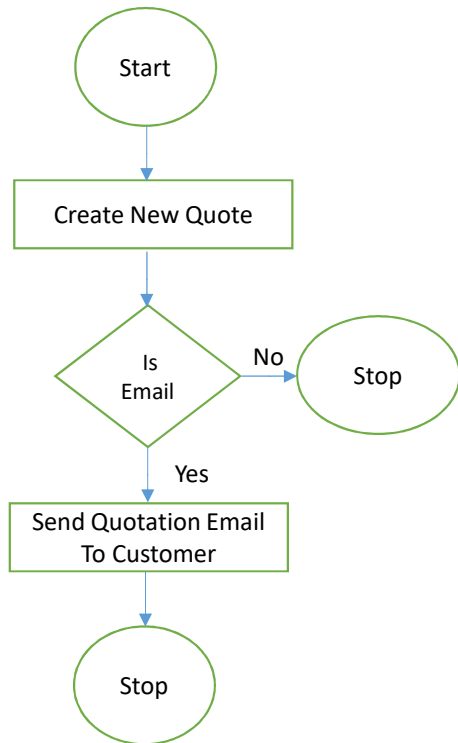 Start
Create New Quote
Is
Email
No
Stop
Yes
Send Quotation Email
To Customer
Stop